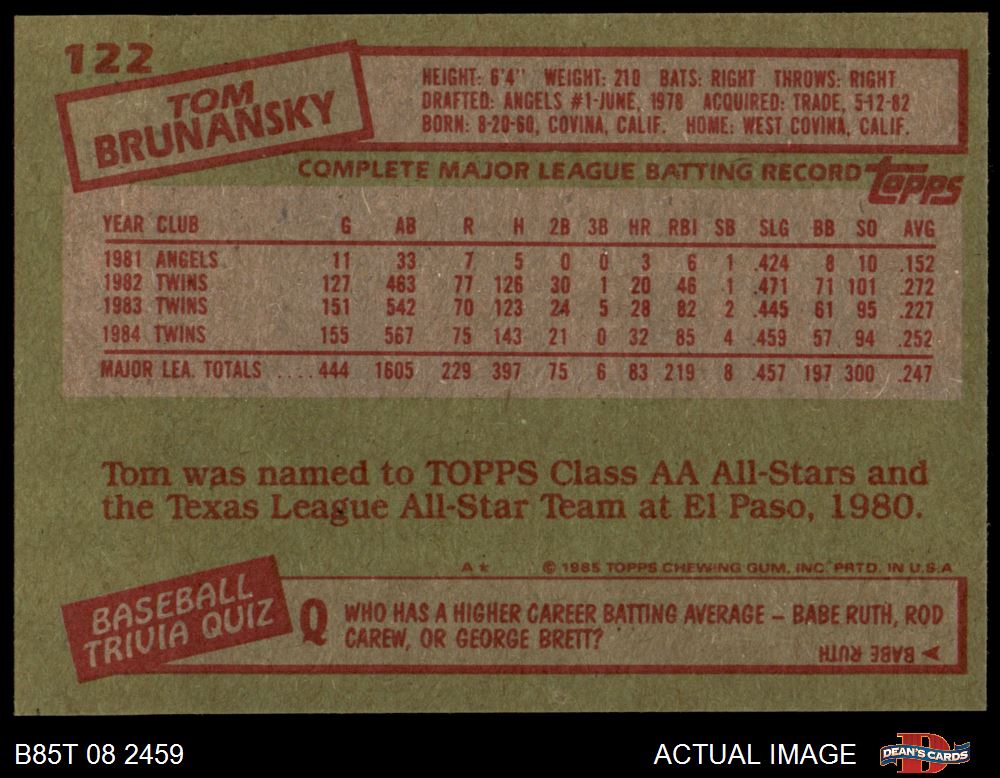 122
TOM
BRUNANSKY
HEIGHT: 6'4" WEIGHT: 210 BATS: RIGHT THROWS: RIGHT
DRAFTED: ANGELS #1-JUNE, 1978 ACQUIRED: TRADE, 5-12-82
BORN: 8-20-60, COVINA, CALIF. HOME: WEST COVINA, CALIF.
COMPLETE MAJOR LEAGUE BATTING RECORD topps
YEAR CLUB G AB R H 2B 3B HR RBI SB SLG BB SO AVG
1981 ANGELS 11 33 7 5 0 0 3 6 1 .424 8 10 .152
1982 TWINS 127 463 77 126 30 1 20 46 1 .471 71 101 .272
1983 TWINS 151 542 70 123 24 5 28 82 2 .445 61 95 .227
1984 TWINS 155 567 75 143 21 0 32 85 4 .459 57 94 .252
MAJOR LEA. TOTALS ....444 1605 229 397 75 6 83 219 8 .457 197 300 .247
Tom was named to TOPPS Class AA All-Stars and
the Texas League All-Star Team at El Paso, 1980.
A* © 1985 TOPPS CHEWING GUM, INC. PRTD. IN U.S.A
BASEBALL
TRIVIA QUIZ
Q WHO HAS A HIGHER CAREER BATTING AVERAGE – BABE RUTH, ROD
CAREW, OR GEORGE BRETT?
BABE RUTH
B85T 08 2459 ACTUAL IMAGE D DEAN'S CARDS